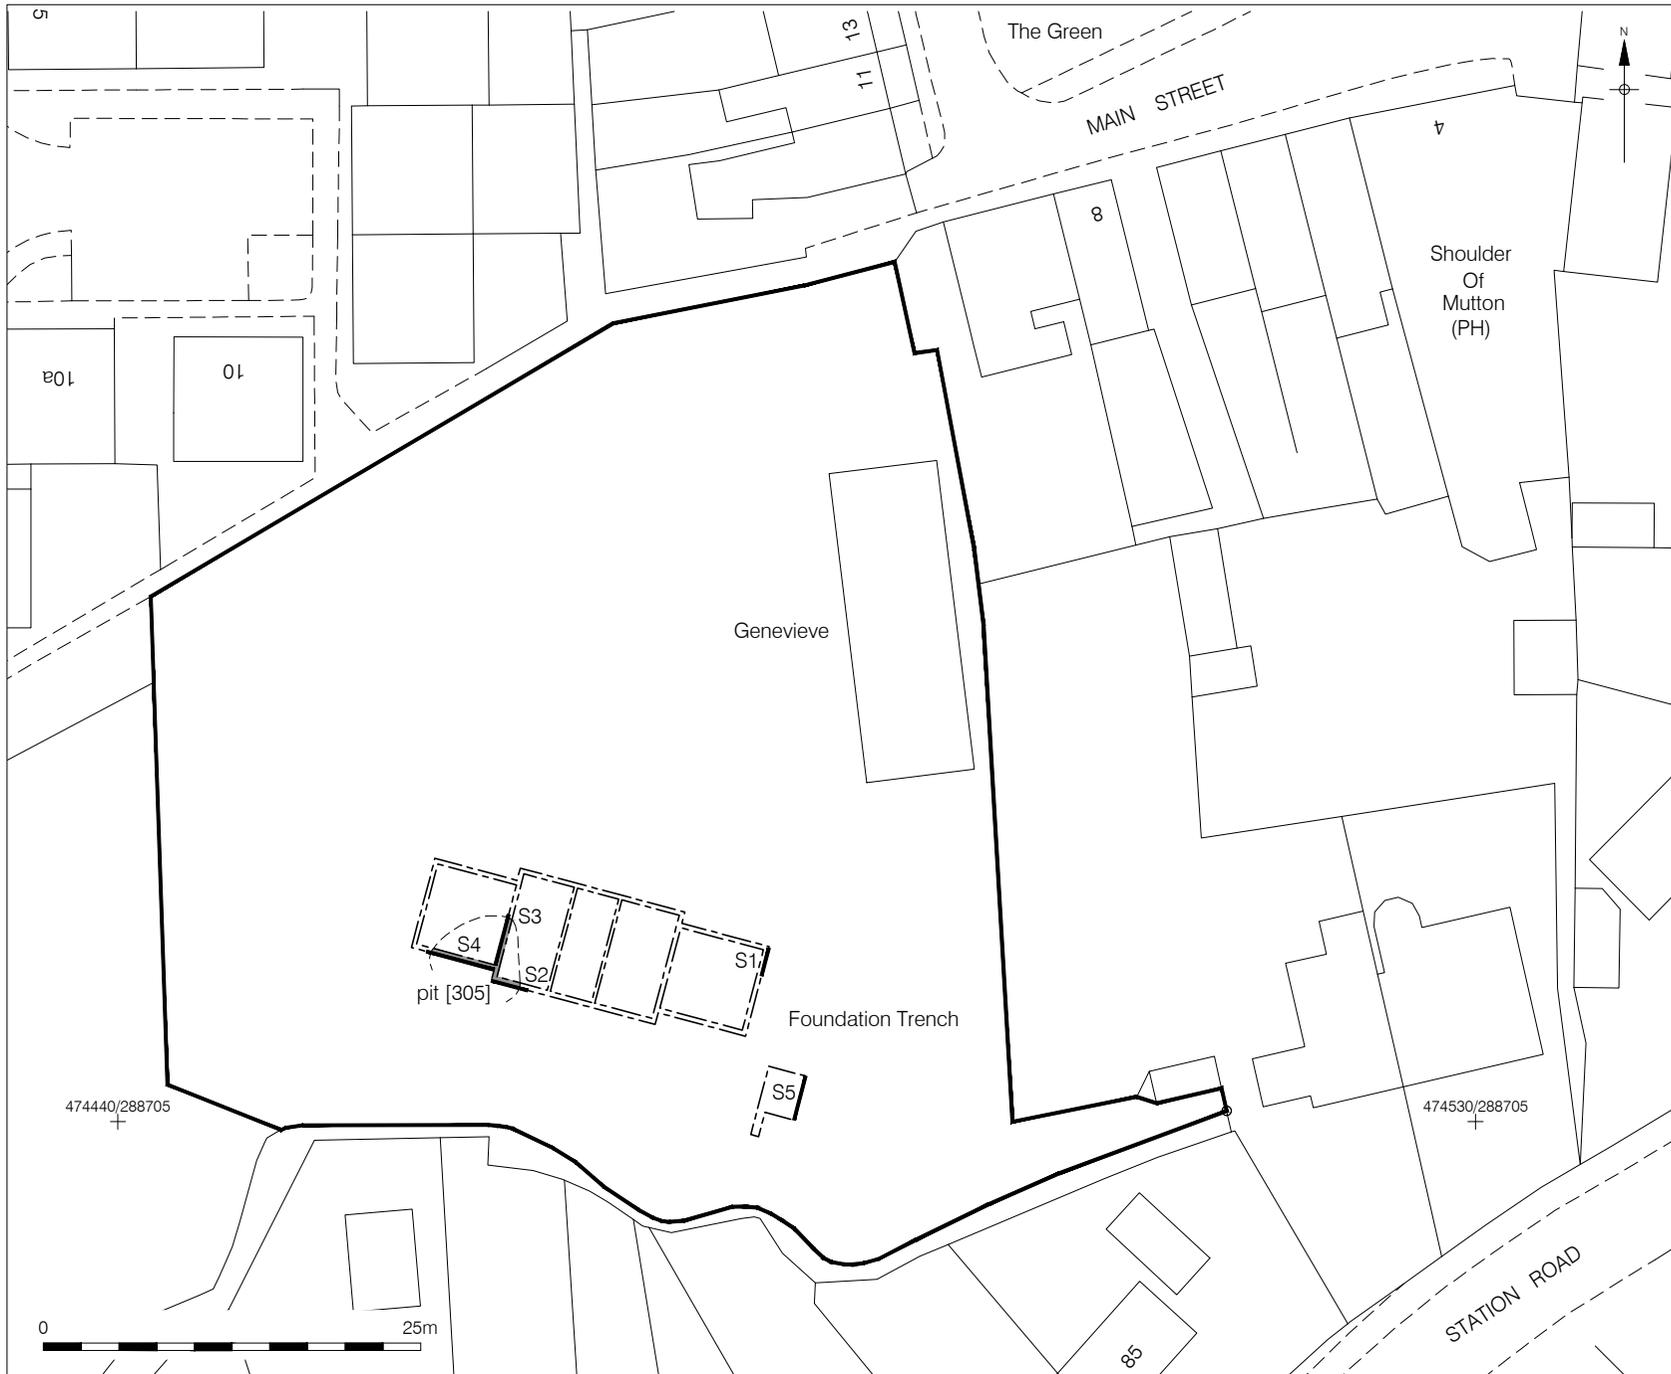 5
13
The Green
N
11
MAIN STREET
4
8
Shoulder
Of
Mutton
(PH)
10a
10
Genevieve
S3
S4
S1
S2
pit [305]
Foundation Trench
S5
474440/288705
474530/288705
STATION ROAD
0
25m
85